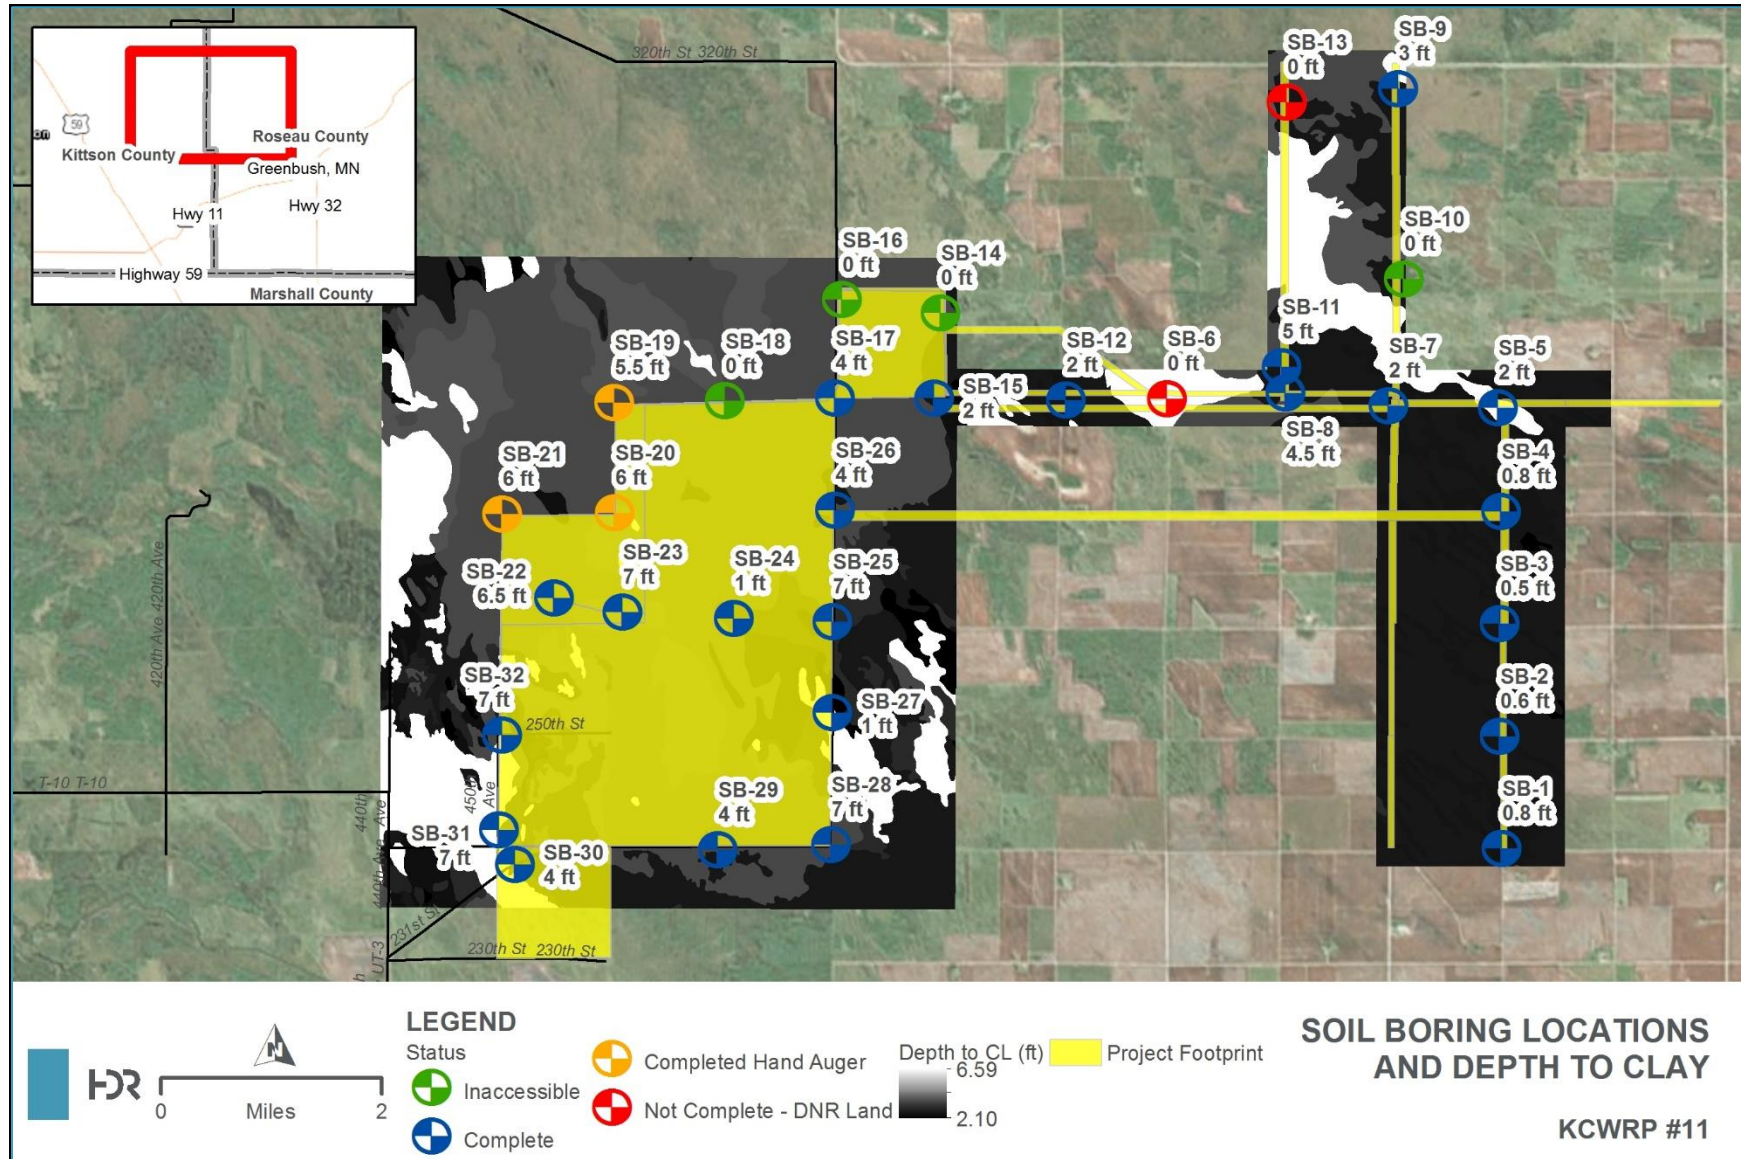 320th St 320th St
59
on
Roseau County
Kittson County
Greenbush, MN
Hwy 11
Hwy 32
Highway 59
Marshall County
SB-13
0 ft
SB-9
3 ft
SB-10
0 ft
SB-16
0 ft
SB-14
0 ft
SB-11
5 ft
SB-19
5.5 ft
SB-18
0 ft
SB-17
4 ft
SB-12
2 ft
SB-6
0 ft
SB-7
2 ft
SB-5
2 ft
SB-15
2 ft
SB-8
4.5 ft
SB-21
6 ft
SB-20
6 ft
SB-26
4 ft
SB-4
0.8 ft
SB-22
6.5 ft
SB-23
7 ft
SB-24
1 ft
SB-25
7 ft
SB-3
0.5 ft
420th Ave 420th Ave
SB-32
7 ft
250th St
SB-27
1 ft
SB-2
0.6 ft
T-10 T-10
450th
Ave
440th
Ave
SB-29
4 ft
SB-28
7 ft
SB-1
0.8 ft
SB-31
7 ft
SB-30
4 ft
440th Ave
231st St
UT-3
th
230th St 230th St
HDR
N
0
Miles
2
LEGEND
Status
Inaccessible
Complete
Completed Hand Auger
Not Complete - DNR Land
Depth to CL (ft)
6.59
2.10
Project Footprint
SOIL BORING LOCATIONS
AND DEPTH TO CLAY
KCWRP #11